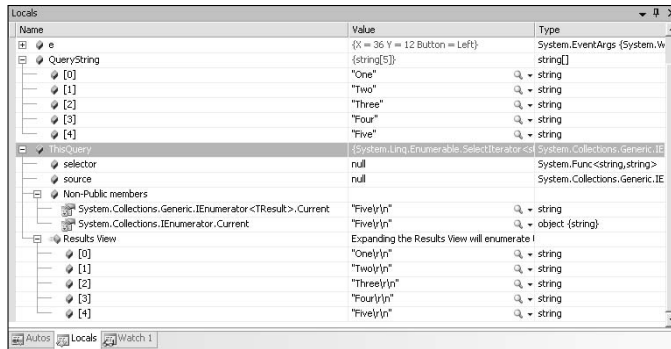 Locals
Name Value Type
e {X = 36 Y = 12 Button = Left} System.EventArgs {System.W
QueryString {string[5]} string[]
[0] "One" string
[1] "Two" string
[2] "Three" string
[3] "Four" string
[4] "Five" string
ThisQuery {System.Linq.Enumerable.SelectIterator<st System.Collections.Generic.IE
selector null System.Func<string,string>
source null System.Collections.Generic.IE
Non-Public members
System.Collections.Generic.IEnumerator<TResult>.Current "Five\r\n" string
System.Collections.IEnumerator.Current "Five\r\n" object {string}
Results View Expanding the Results View will enumerate
[0] "One\r\n" string
[1] "Two\r\n" string
[2] "Three\r\n" string
[3] "Four\r\n" string
[4] "Five\r\n" string
Autos Locals Watch 1